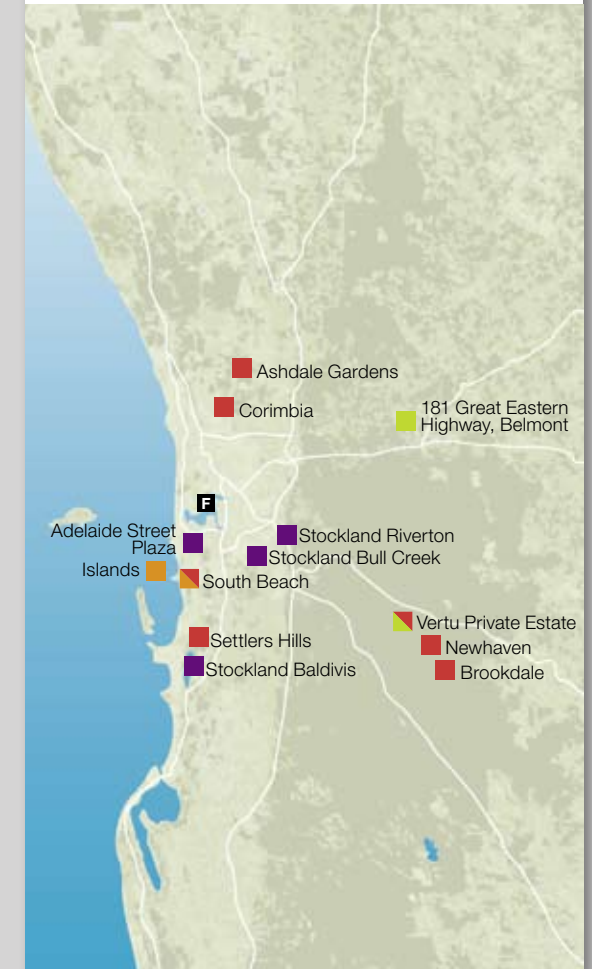 Ashdale Gardens
Corimbia
181 Great Eastern
Highway, Belmont
F
Adelaide Street
Plaza
Stockland Riverton
Stockland Bull Creek
Islands
South Beach
Vertu Private Estate
Settlers Hills
Newhaven
Stockland Baldivis
Brookdale